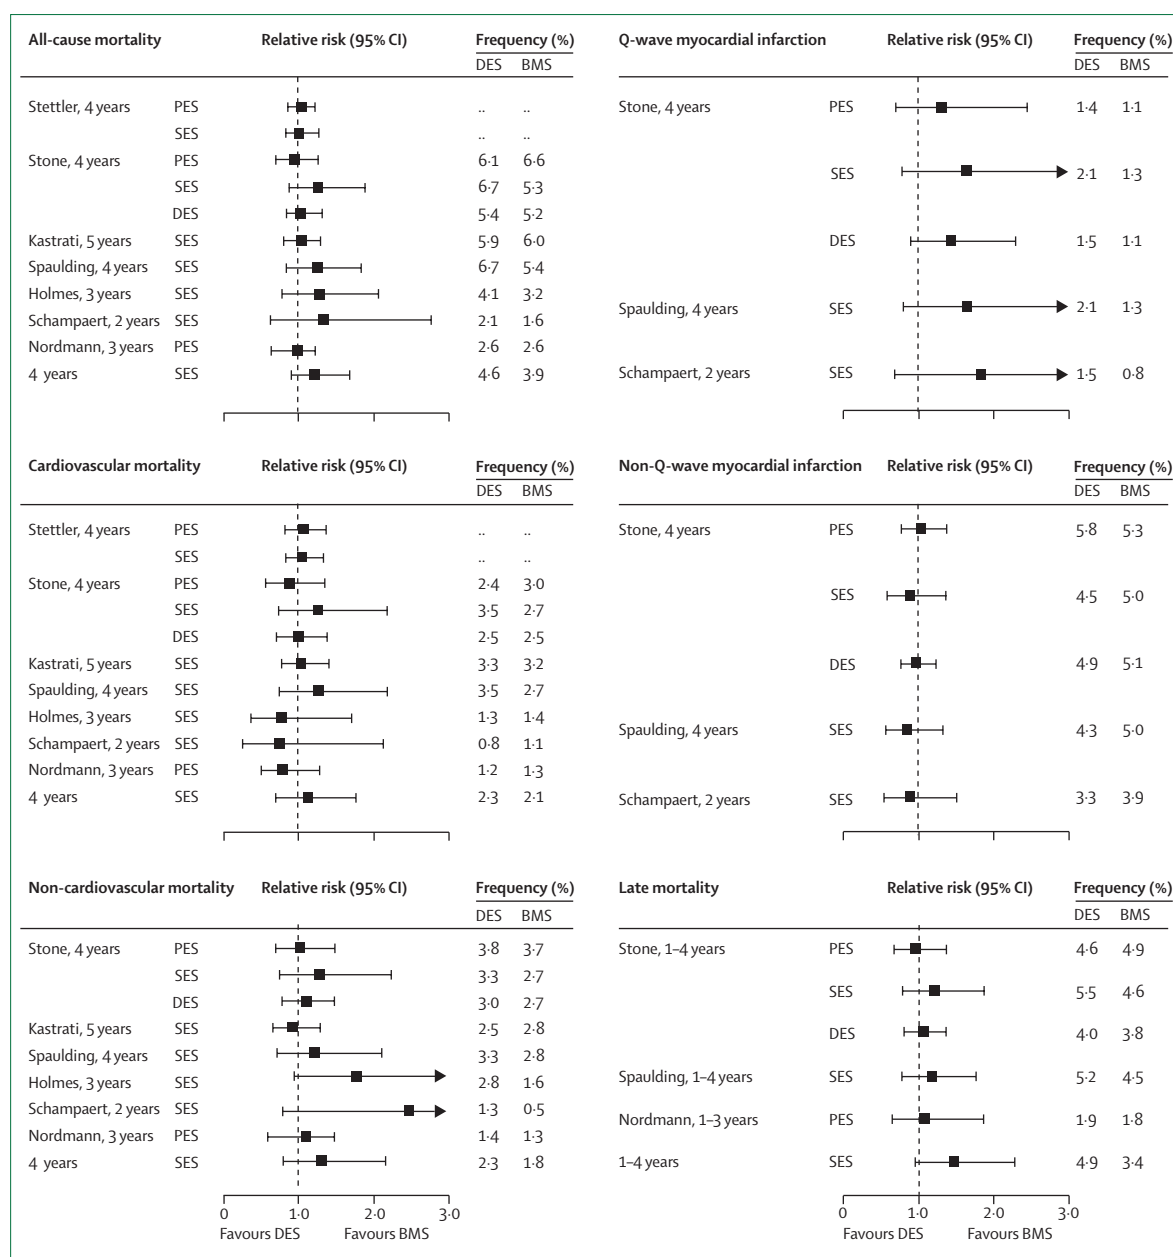 All-cause mortality Relative risk (95% CI) Frequency (%)
DES BMS
Stettler, 4 years PES ·· ··
SES ·· ··
Stone, 4 years PES 6·1 6·6
SES 6·7 5·3
DES 5·4 5·2
Kastrati, 5 years SES 5·9 6·0
Spaulding, 4 years SES 6·7 5·4
Holmes, 3 years SES 4·1 3·2
Schampaert, 2 years SES 2·1 1·6
Nordmann, 3 years PES 2·6 2·6
4 years SES 4·6 3·9
Cardiovascular mortality Relative risk (95% CI) Frequency (%)
DES BMS
Stettler, 4 years PES ·· ··
SES ·· ··
Stone, 4 years PES 2·4 3·0
SES 3·5 2·7
DES 2·5 2·5
Kastrati, 5 years SES 3·3 3·2
Spaulding, 4 years SES 3·5 2·7
Holmes, 3 years SES 1·3 1·4
Schampaert, 2 years SES 0·8 1·1
Nordmann, 3 years PES 1·2 1·3
4 years SES 2·3 2·1
Non-cardiovascular mortality Relative risk (95% CI) Frequency (%)
DES BMS
Stone, 4 years PES 3·8 3·7
SES 3·3 2·7
DES 3·0 2·7
Kastrati, 5 years SES 2·5 2·8
Spaulding, 4 years SES 3·3 2·8
Holmes, 3 years SES 2·8 1·6
Schampaert, 2 years SES 1·3 0·5
Nordmann, 3 years PES 1·4 1·3
4 years SES 2·3 1·8
0 1·0 2·0 3·0
Favours DES Favours BMS
Q-wave myocardial infarction Relative risk (95% CI) Frequency (%)
DES BMS
Stone, 4 years PES 1·4 1·1
SES 2·1 1·3
DES 1·5 1·1
Spaulding, 4 years SES 2·1 1·3
Schampaert, 2 years SES 1·5 0·8
Non-Q-wave myocardial infarction Relative risk (95% CI) Frequency (%)
DES BMS
Stone, 4 years PES 5·8 5·3
SES 4·5 5·0
DES 4·9 5·1
Spaulding, 4 years SES 4·3 5·0
Schampaert, 2 years SES 3·3 3·9
Late mortality Relative risk (95% CI) Frequency (%)
DES BMS
Stone, 1–4 years PES 4·6 4·9
SES 5·5 4·6
DES 4·0 3·8
Spaulding, 1–4 years SES 5·2 4·5
Nordmann, 1–3 years PES 1·9 1·8
1–4 years SES 4·9 3·4
0 1·0 2·0 3·0
Favours DES Favours BMS